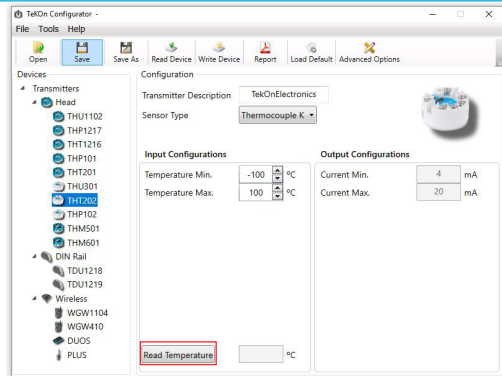 TeKOn Configurator -
File Tools Help
Open Save Save As Read Device Write Device Report Load Default Advanced Options
Devices
Transmitters
Head
THU1102
THP1217
THT1216
THP101
THT201
THU301
THT202
THP102
THM501
THM601
DIN Rail
TDU1218
TDU1219
Wireless
WGW1104
WGW410
DUOS
PLUS
Configuration
Transmitter Description TekOnElectronics
Sensor Type Thermocouple K
Input Configurations
Temperature Min. -100 ºC
Temperature Max. 100 ºC
Read Temperature ºC
Output Configurations
Current Min. 4 mA
Current Max. 20 mA